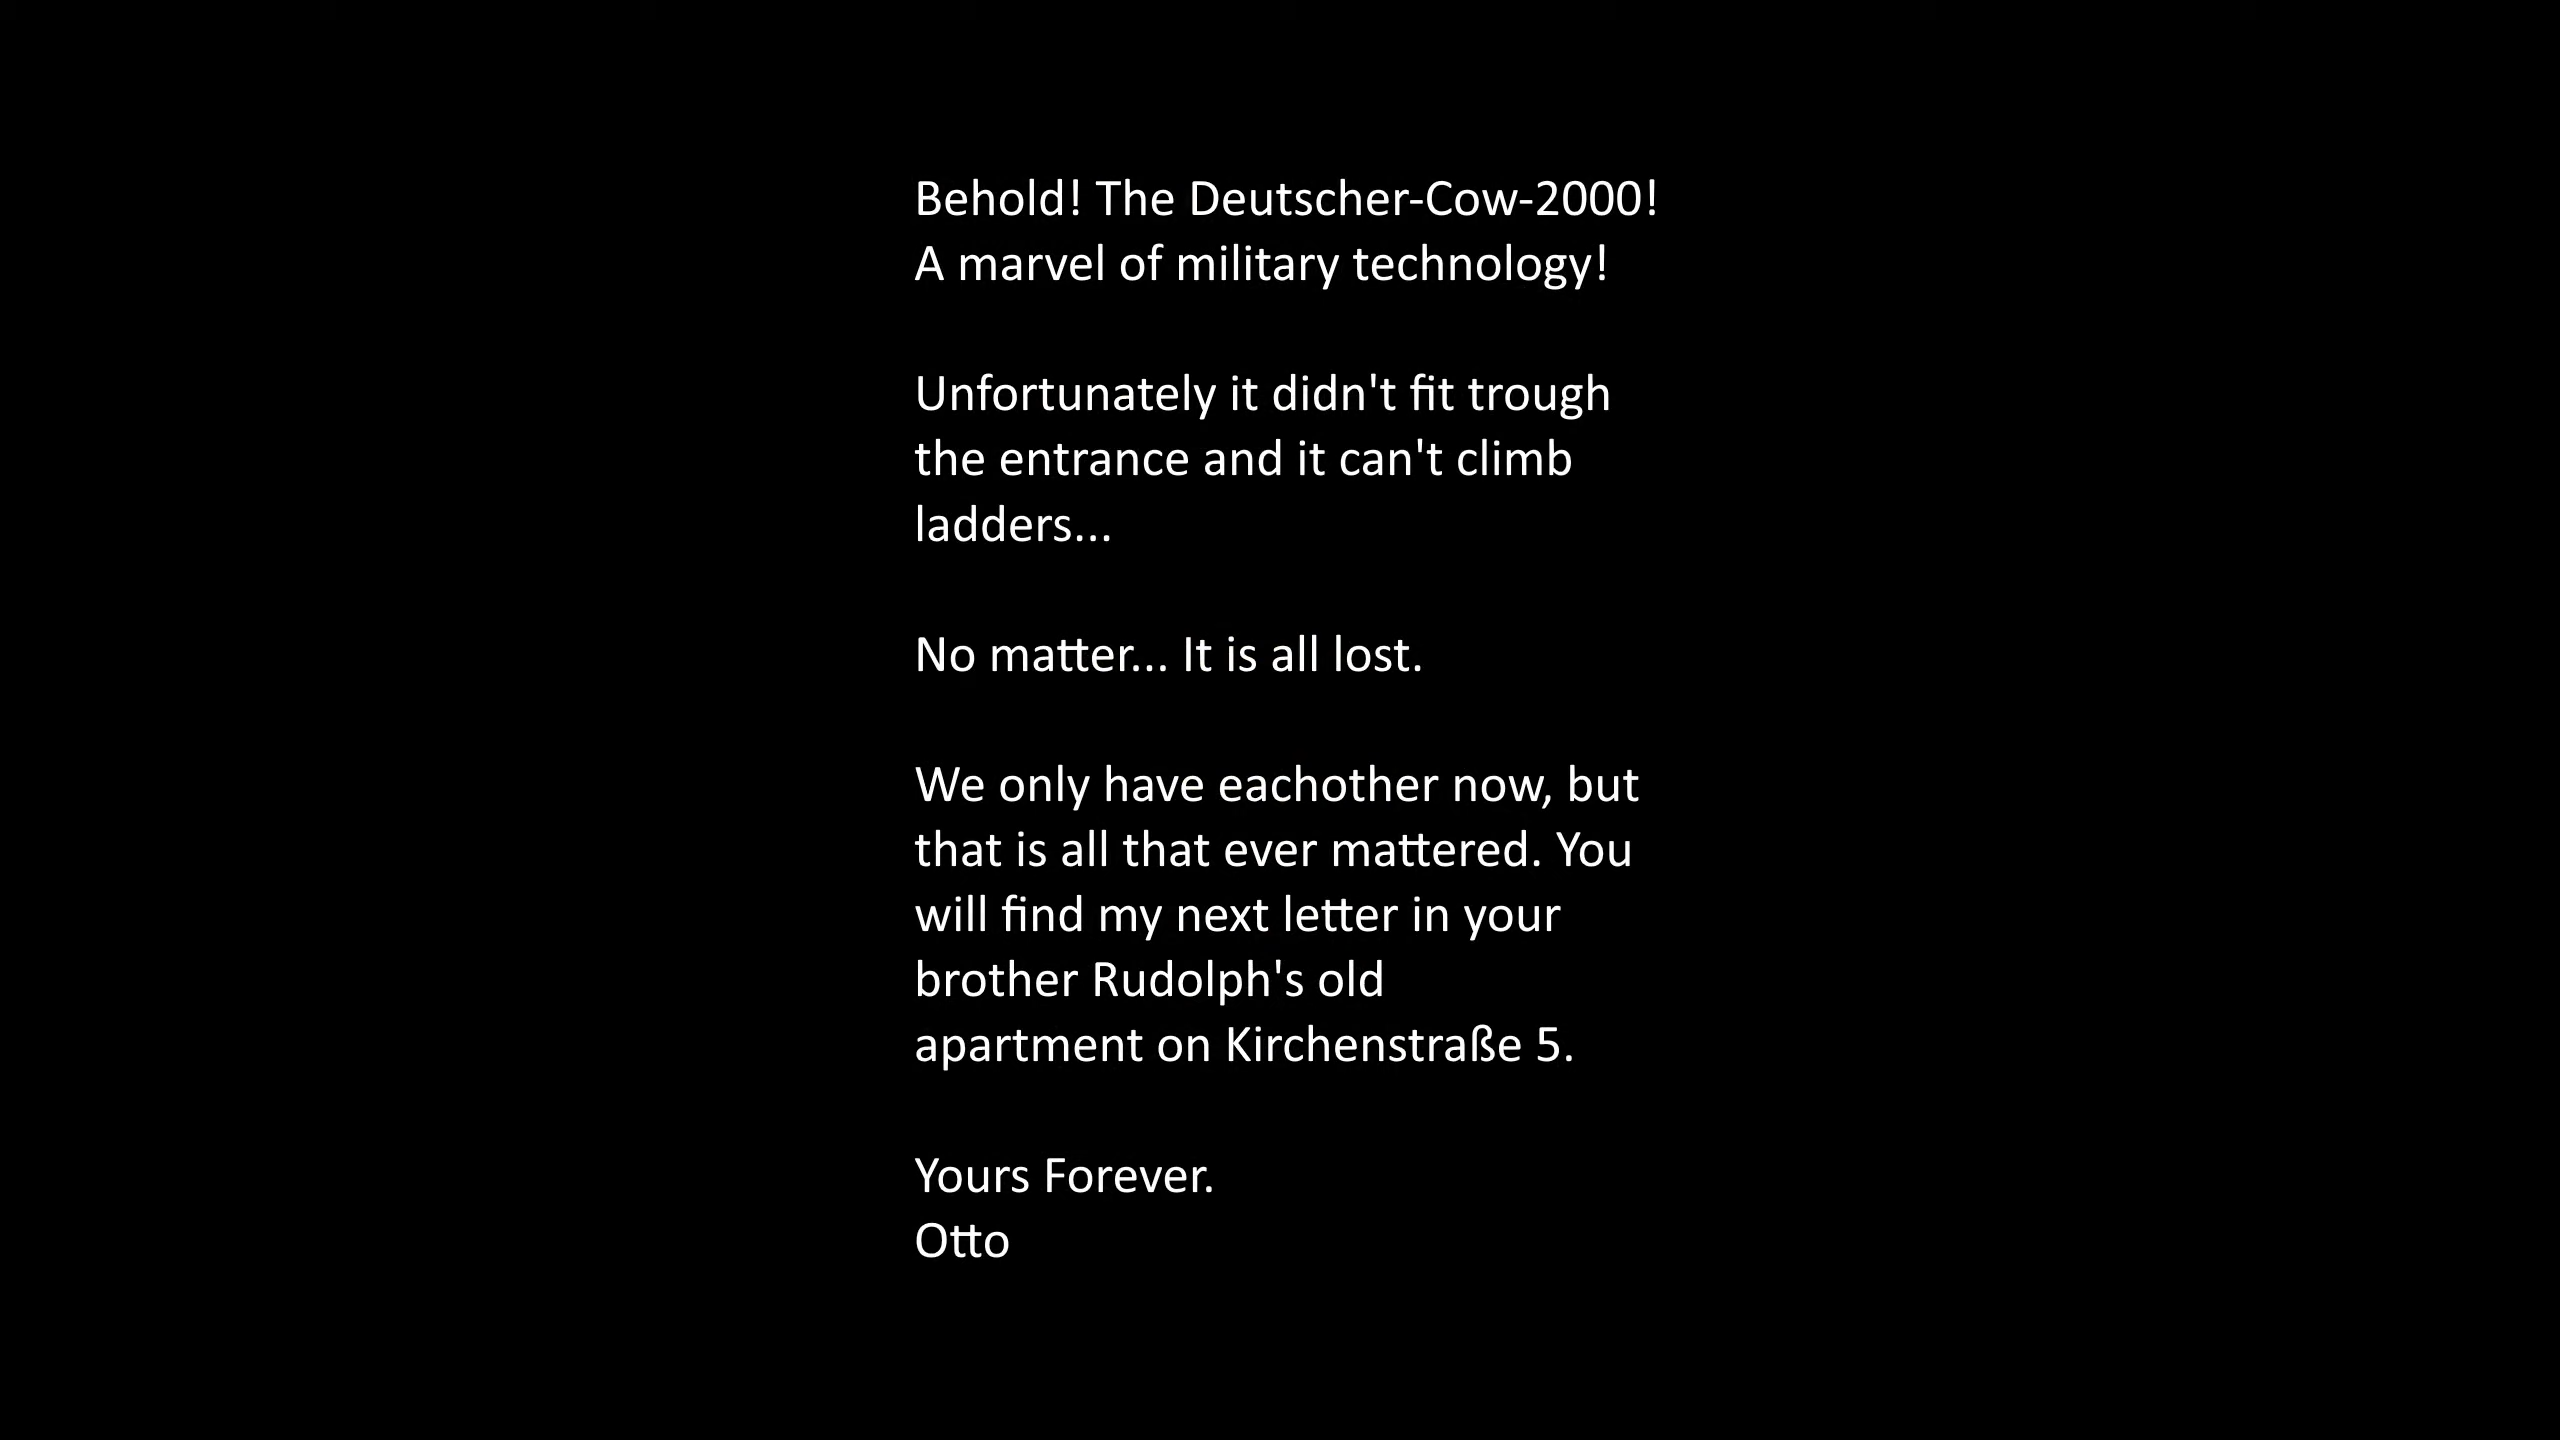 Behold! The Deutscher-Cow-2000!
A marvel of military technology!
Unfortunately it didn't fit trough
the entrance and it can't climb
ladders...
No matter... It is all lost.
We only have eachother now, but
that is all that ever mattered. You
will find my next letter in your
brother Rudolph's old
apartment on Kirchenstraße 5.
Yours Forever.
Otto